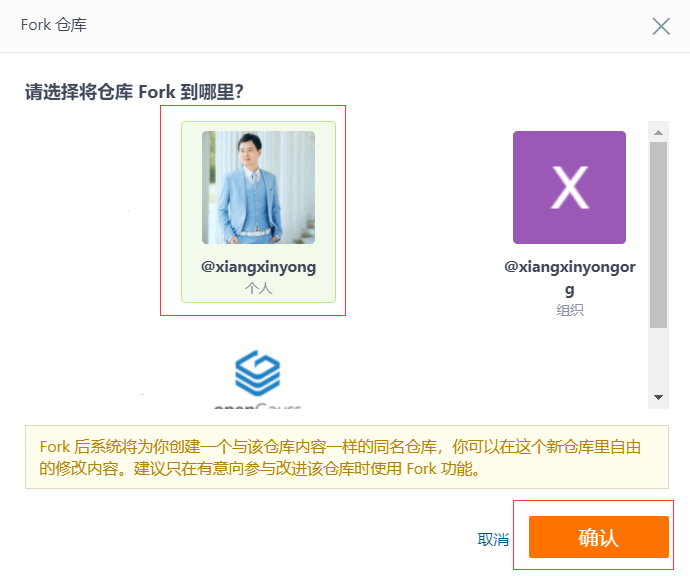 Fork 仓库
请选择将仓库 Fork 到哪里?
@xiangxinyong
个人
X
@xiangxinyongor
g
组织
openGauss
Fork 后系统将为你创建一个与该仓库内容一样的同名仓库，你可以在这个新仓库里自由
的修改内容。建议只在有意向参与改进该仓库时使用 Fork 功能。
取消
确认